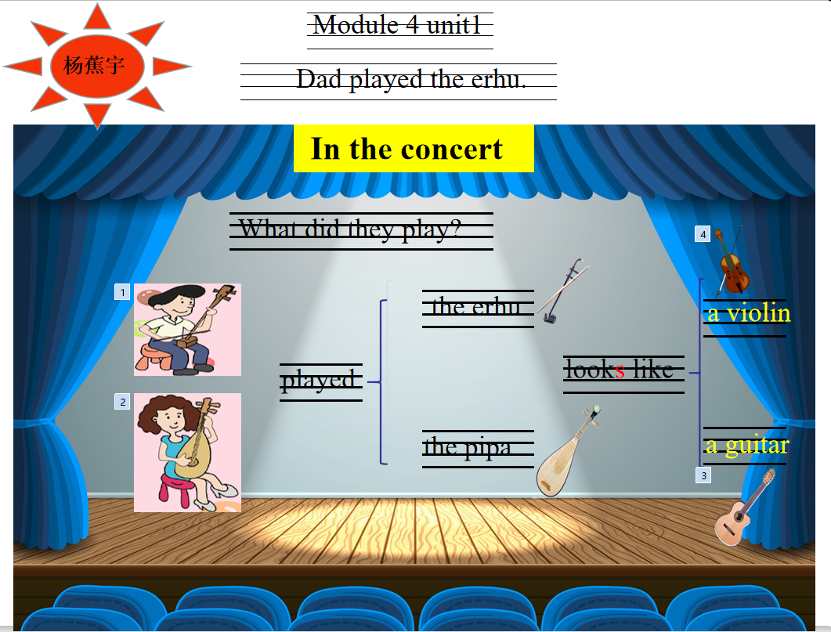 杨蕉宇
Module 4 unit1
Dad played the erhu.
In the concert
What did they play?
4
1
the erhu
a violin
looks like
played
2
the pipa
a guitar
3